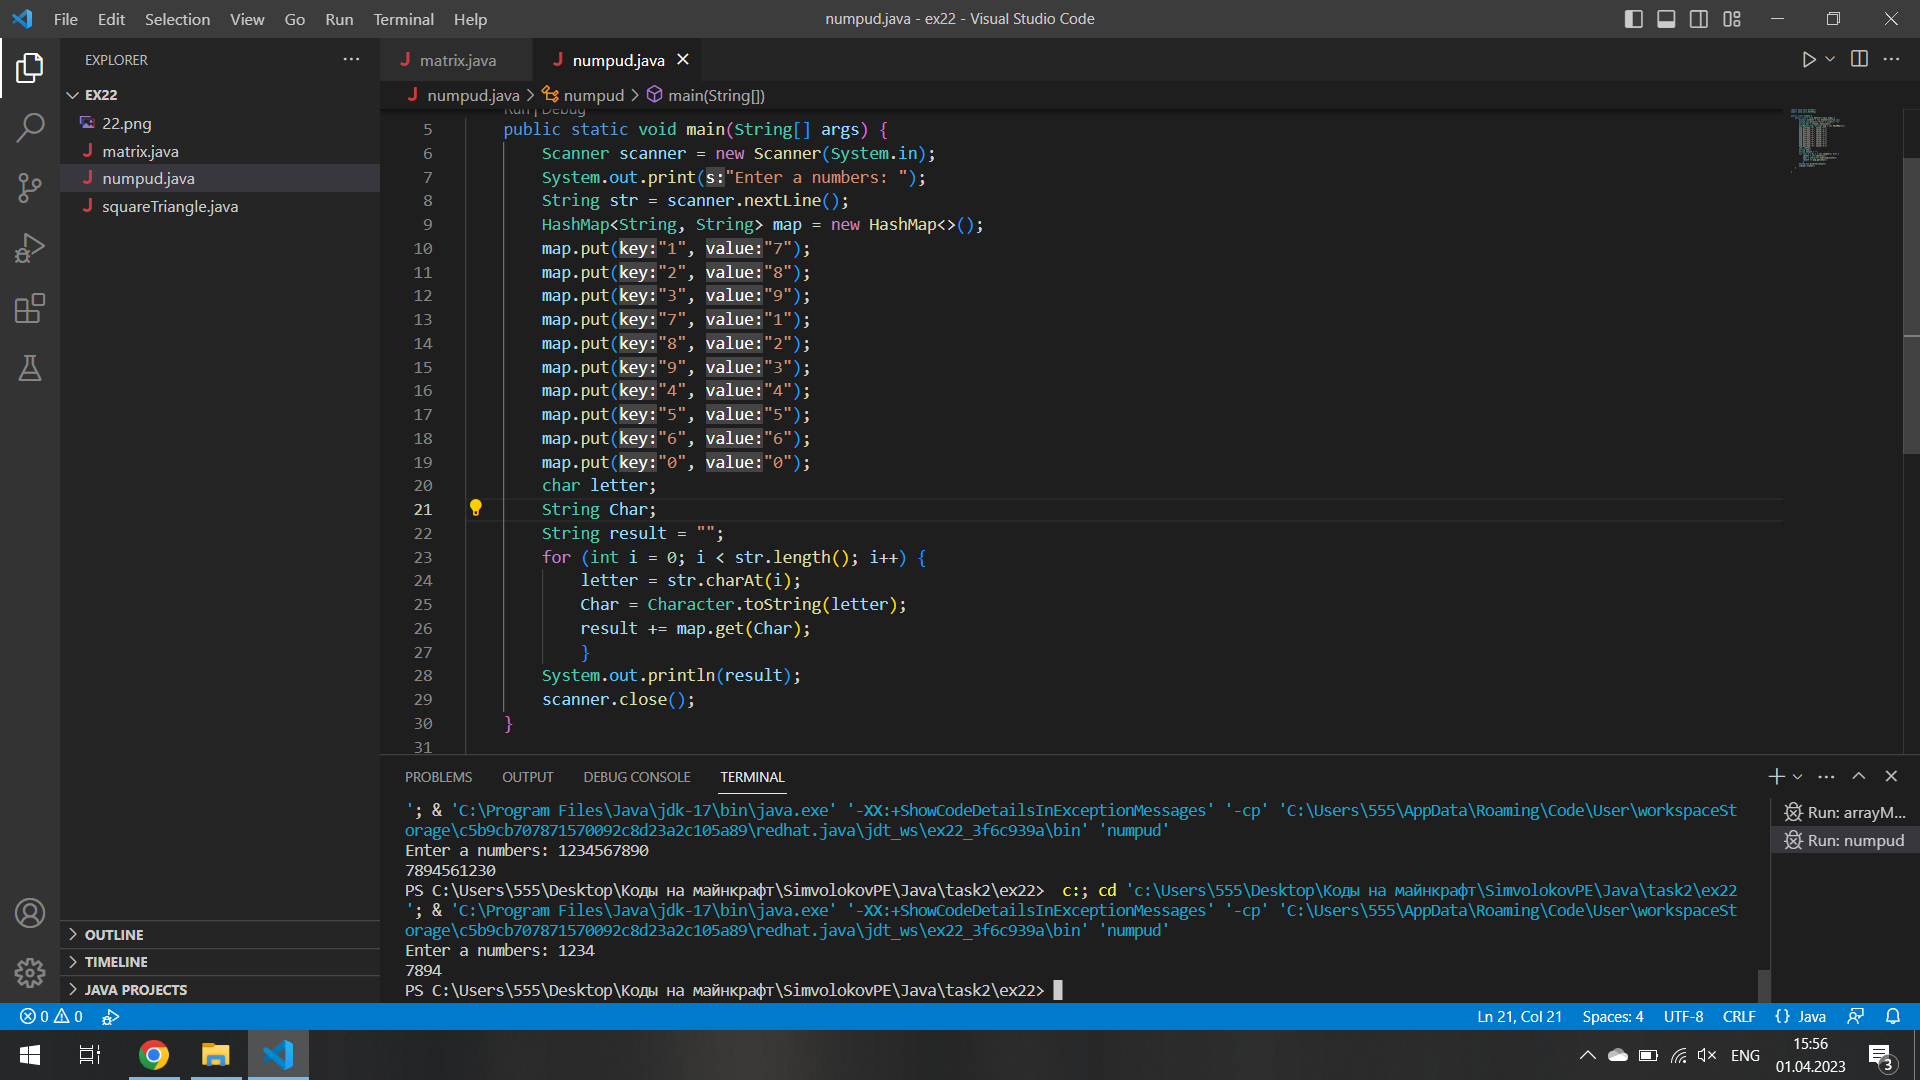 File Edit Selection View Go Run Terminal Help
numpud.java - ex22 - Visual Studio Code
EXPLORER
EX22
22.png
matrix.java
numpud.java
squareTriangle.java
OUTLINE
TIMELINE
JAVA PROJECTS
matrix.java
numpud.java
numpud.java > numpud > main(String[])
Run | Debug
5 public static void main(String[] args) {
6 Scanner scanner = new Scanner(System.in);
7 System.out.print(s:"Enter a numbers: ");
8 String str = scanner.nextLine();
9 HashMap<String, String> map = new HashMap<>();
10 map.put(key:"1", value:"7");
11 map.put(key:"2", value:"8");
12 map.put(key:"3", value:"9");
13 map.put(key:"7", value:"1");
14 map.put(key:"8", value:"2");
15 map.put(key:"9", value:"3");
16 map.put(key:"4", value:"4");
17 map.put(key:"5", value:"5");
18 map.put(key:"6", value:"6");
19 map.put(key:"0", value:"0");
20 char letter;
21 String Char;
22 String result = "";
23 for (int i = 0; i < str.length(); i++) {
24 letter = str.charAt(i);
25 Char = Character.toString(letter);
26 result += map.get(Char);
27 }
28 System.out.println(result);
29 scanner.close();
30 }
31
PROBLEMS OUTPUT DEBUG CONSOLE TERMINAL
'; & 'C:\Program Files\Java\jdk-17\bin\java.exe' '-XX:+ShowCodeDetailsInExceptionMessages' '-cp' 'C:\Users\555\AppData\Roaming\Code\User\workspaceSt
orage\c5b9cb707871570092c8d23a2c105a89\redhat.java\jdt_ws\ex22_3f6c939a\bin' 'numpud'
Enter a numbers: 1234567890
7894561230
PS C:\Users\555\Desktop\Коды на майнкрафт\SimvolokovPE\Java\task2\ex22> c:; cd 'c:\Users\555\Desktop\Коды на майнкрафт\SimvolokovPE\Java\task2\ex22
'; & 'C:\Program Files\Java\jdk-17\bin\java.exe' '-XX:+ShowCodeDetailsInExceptionMessages' '-cp' 'C:\Users\555\AppData\Roaming\Code\User\workspaceSt
orage\c5b9cb707871570092c8d23a2c105a89\redhat.java\jdt_ws\ex22_3f6c939a\bin' 'numpud'
Enter a numbers: 1234
7894
PS C:\Users\555\Desktop\Коды на майнкрафт\SimvolokovPE\Java\task2\ex22>
Run: arrayM...
Run: numpud
0 0
Ln 21, Col 21 Spaces: 4 UTF-8 CRLF {} Java
ENG
15:56
01.04.2023
3